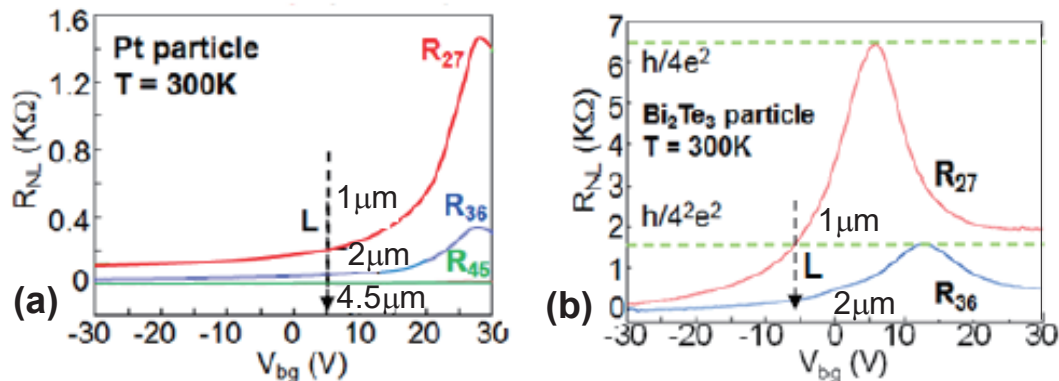 1.6
1.2
0.8
0.4
0
R_NL (KΩ)
Pt particle
T = 300K
R₂₇
1μm
L
R₃₆
2μm
R₄₅
4.5μm
(a)
-30 -20 -10 0 10 20 30
V_bg (V)
7
6
5
4
3
2
1
0
R_NL (KΩ)
(b)
h/4e²
Bi₂Te₃ particle
T = 300K
R₂₇
h/4²e²
1μm
L
2μm
R₃₆
-30 -20 -10 0 10 20 30
V_bg (V)